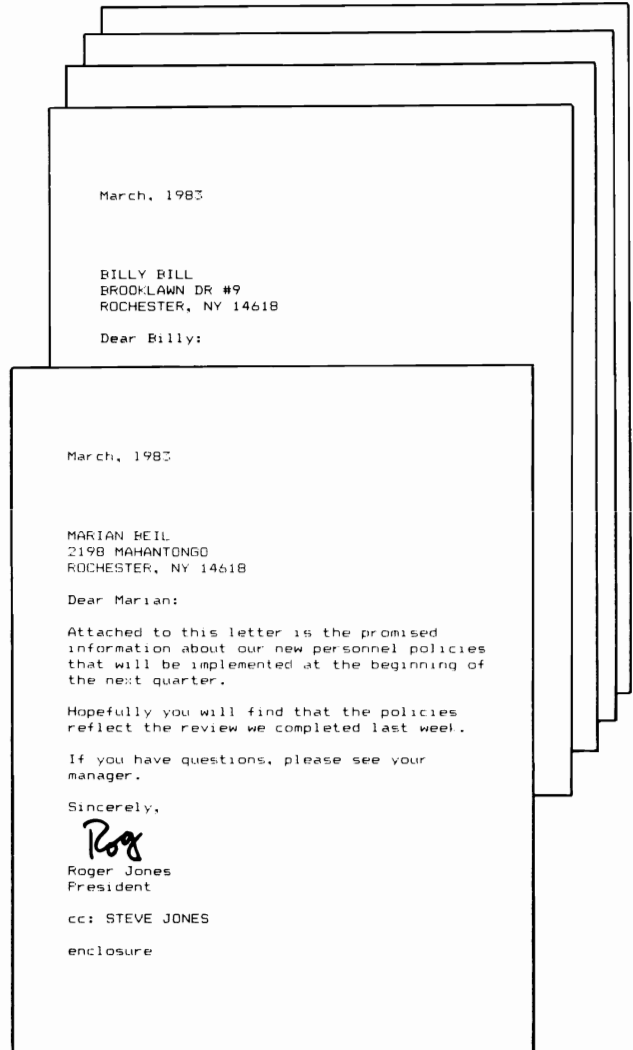 March, 1983
BILLY BILL
BROOKLAWN DR #9
ROCHESTER, NY 14618
Dear Billy:
March, 1983
MARIAN BEIL
2198 MAHANTONGO
ROCHESTER, NY 14618
Dear Marian:
Attached to this letter is the promised
information about our new personnel policies
that will be implemented at the beginning of
the next quarter.
Hopefully you will find that the policies
reflect the review we completed last week.
If you have questions, please see your
manager.
Sincerely,
Rog
Roger Jones
President
cc: STEVE JONES
enclosure